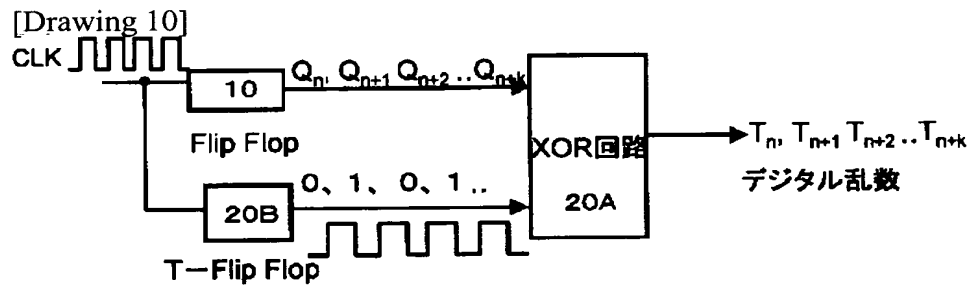 [Drawing 10]
CLK
10
Qn, Qn+1 Qn+2 ‥Qn+k
Flip Flop
XOR回路
20A
Tn, Tn+1 Tn+2 ‥Tn+k
デジタル乱数
20B
0、1、0、1‥
T－Flip Flop